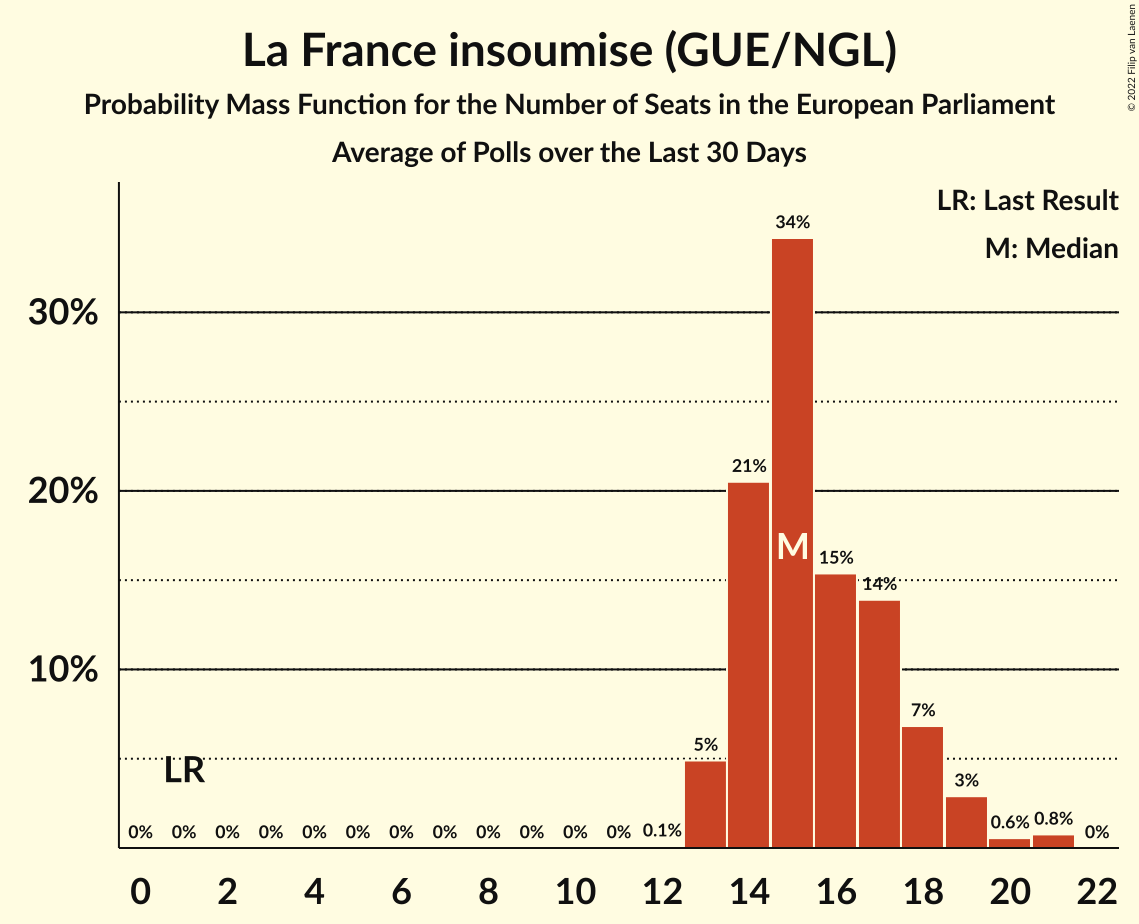 La France insoumise (GUE/NGL)
Probability Mass Function for the Number of Seats in the European Parliament
Average of Polls over the Last 30 Days
© 2022 Filip van Laenen
LR: Last Result
M: Median
34%
30%
21%
20%
M
15%
14%
10%
7%
5%
LR
3%
0% 0% 0% 0% 0% 0% 0% 0% 0% 0% 0% 0% 0.1% 0.6% 0.8% 0%
0 2 4 6 8 10 12 14 16 18 20 22